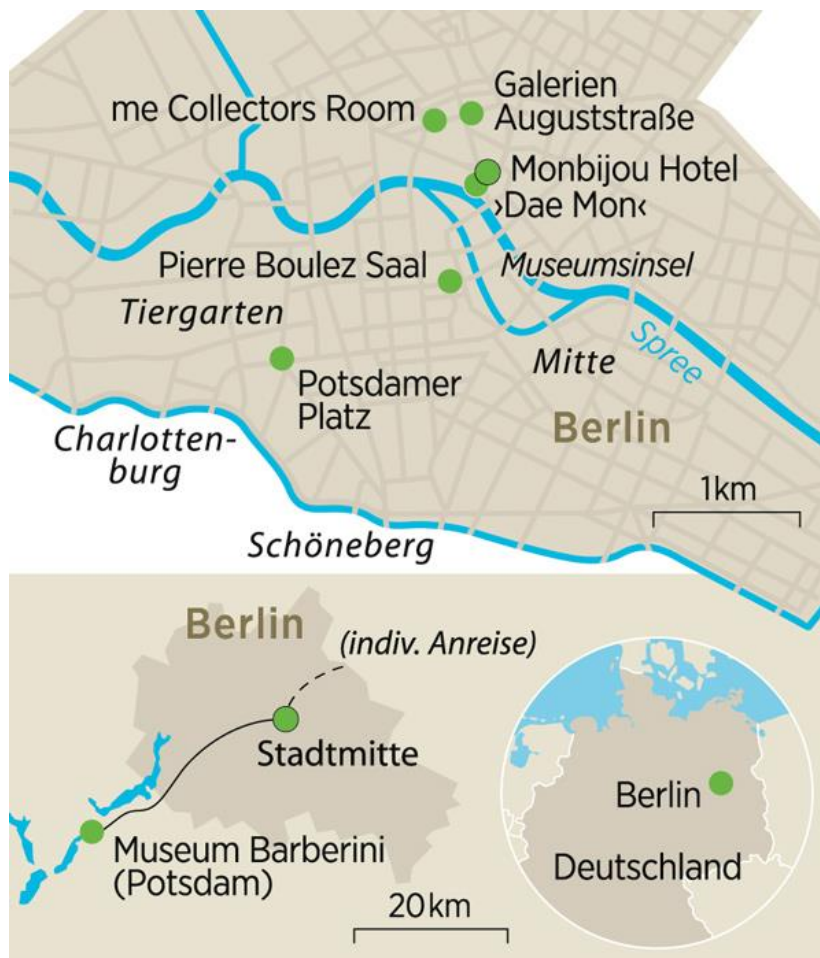 me Collectors Room
Galerien
Auguststraße
Monbijou Hotel
›Dae Mon‹
Pierre Boulez Saal
Museumsinsel
Tiergarten
Spree
Mitte
Potsdamer
Platz
Berlin
Charlotten-
burg
1km
Schöneberg
Berlin
(indiv. Anreise)
Stadtmitte
Museum Barberini
(Potsdam)
20km
Berlin
Deutschland